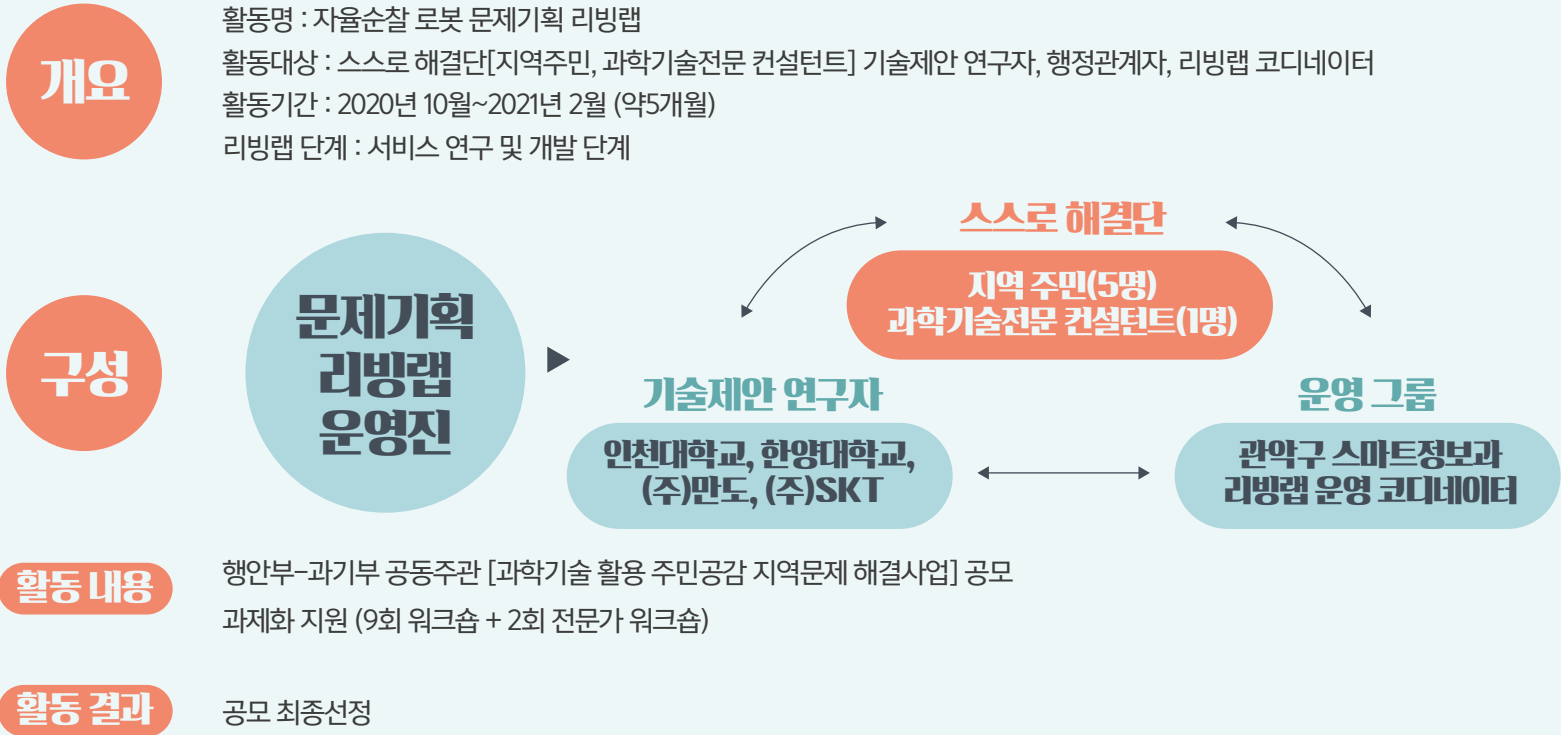 개요
활동명 : 자율순찰 로봇 문제기획 리빙랩
활동대상 : 스스로 해결단[지역주민, 과학기술전문 컨설턴트] 기술제안 연구자, 행정관계자, 리빙랩 코디네이터
활동기간 : 2020년 10월~2021년 2월 (약5개월)
리빙랩 단계 : 서비스 연구 및 개발 단계
구성
문제기획
리빙랩
운영진
스스로 해결단
지역 주민(5명)
과학기술전문 컨설턴트(1명)
기술제안 연구자
인천대학교, 한양대학교,
(주)만도, (주)SKT
운영 그룹
관악구 스마트정보과
리빙랩 운영 코디네이터
활동 내용
행안부-과기부 공동주관 [과학기술 활용 주민공감 지역문제 해결사업] 공모
과제화 지원 (9회 워크숍 + 2회 전문가 워크숍)
활동 결과
공모 최종선정